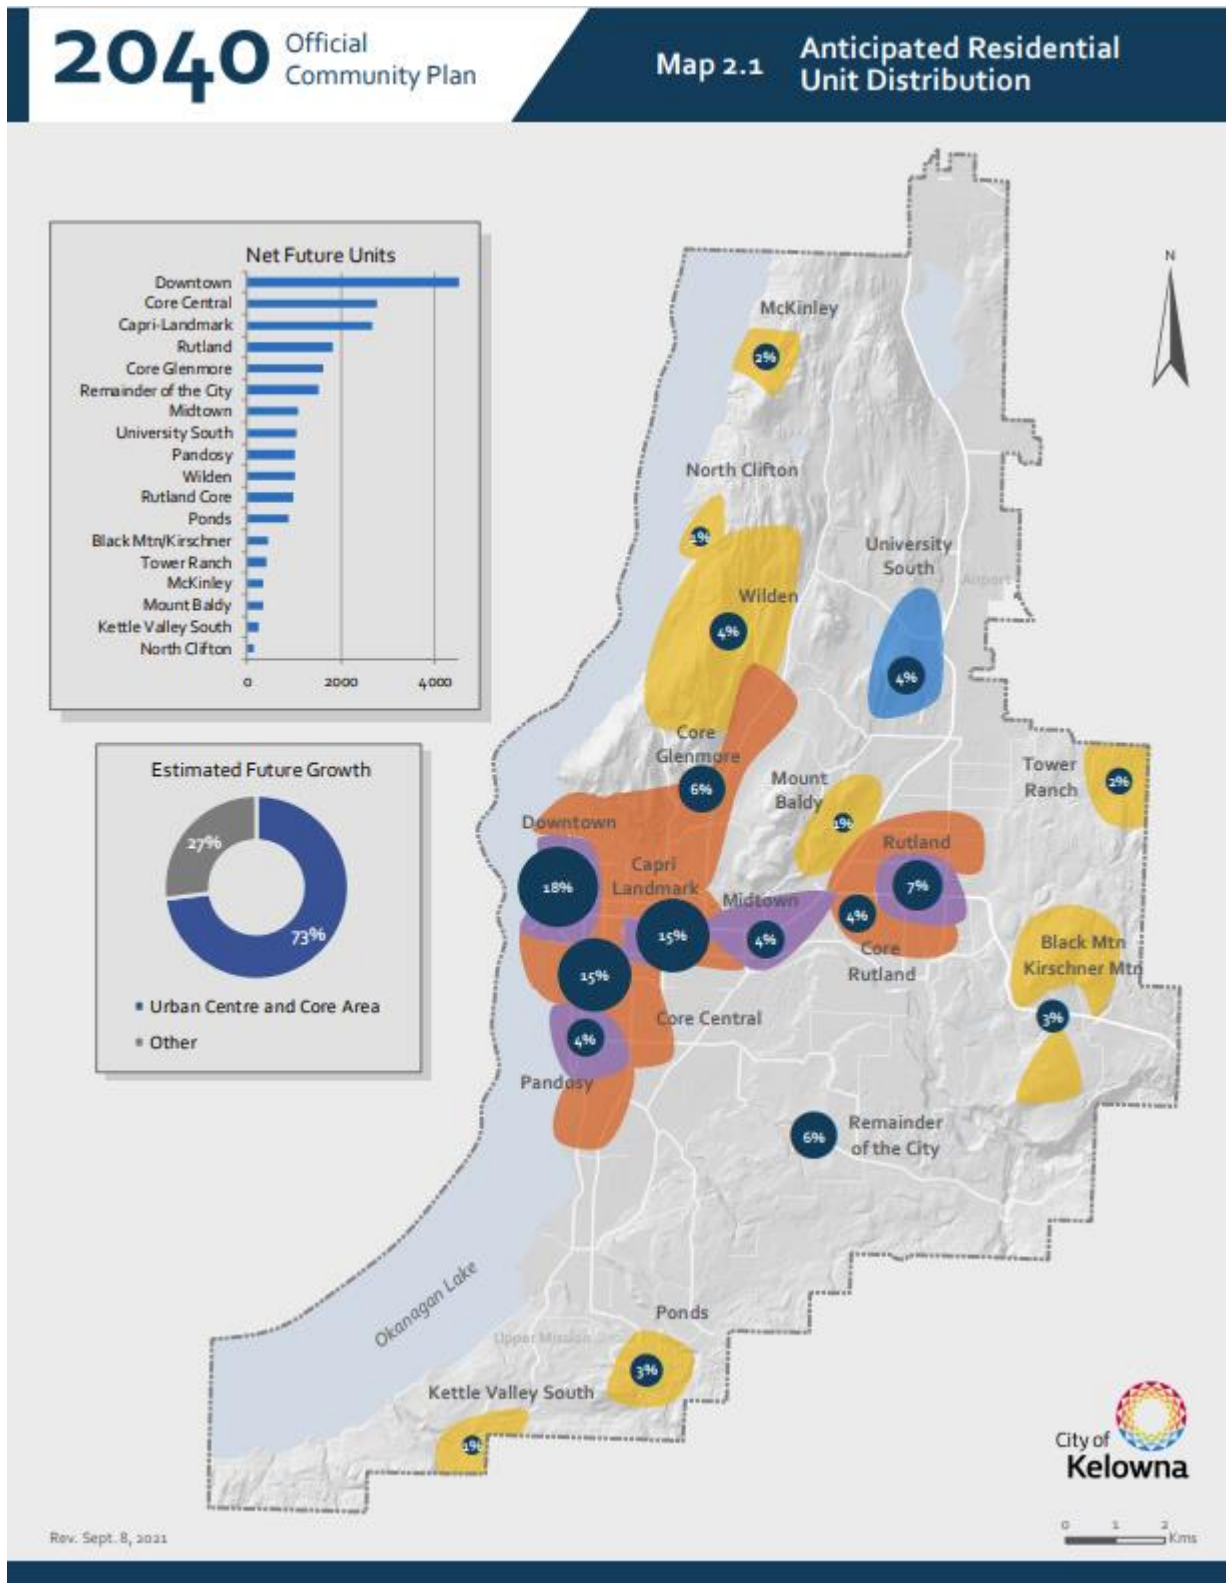 2040
Official
Community Plan
Map 2.1
Anticipated Residential
Unit Distribution
Net Future Units
Downtown
Core Central
Capri-Landmark
Rutland
Core Glenmore
Remainder of the City
Midtown
University South
Pandosy
Wilden
Rutland Core
Ponds
Black Mtn/Kirschner
Tower Ranch
McKinley
Mount Baldy
Kettle Valley South
North Clifton
0 2000 4000
Estimated Future Growth
27%
73%
Urban Centre and Core Area
Other
N
McKinley
2%
North Clifton
1%
University
South
Airport
Wilden
4%
4%
Core
Glenmore
6%
Mount
Baldy
1%
Tower
Ranch
2%
Downtown
18%
Capri
Landmark
15%
Midtown
4%
Rutland
7%
4%
Core
Rutland
Black Mtn
Kirschner Mtn
3%
15%
Core Central
4%
Pandosy
6%
Remainder
of the City
Okanagan Lake
Ponds
Upper Mission
3%
Kettle Valley South
1%
City of
Kelowna
0 1 2
Kms
Rev. Sept. 8, 2021